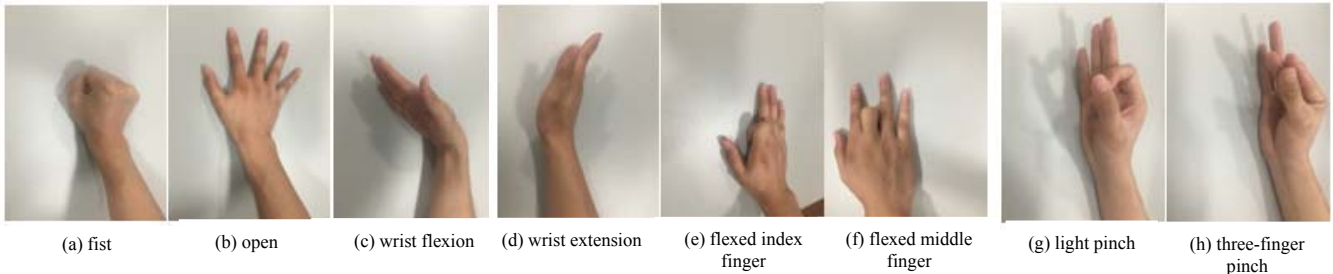 (a) fist
(b) open
(c) wrist flexion
(d) wrist extension
(e) flexed index
finger
(f) flexed middle
finger
(g) light pinch
(h) three-finger
pinch